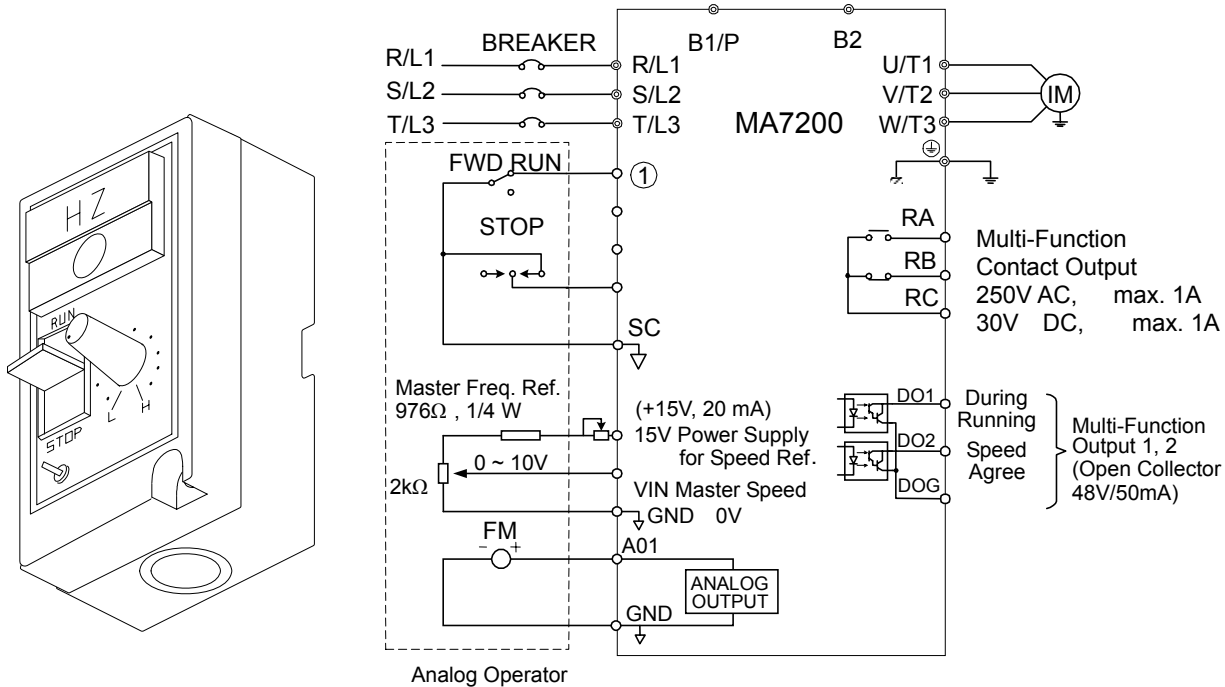 HZ
RUN
L
H
STOP
BREAKER
R/L1
S/L2
T/L3
B1/P
B2
R/L1
S/L2
T/L3
MA7200
U/T1
V/T2
W/T3
IM
FWD RUN
1
STOP
SC
RA
RB
RC
Multi-Function
Contact Output
250V AC, max. 1A
30V DC, max. 1A
Master Freq. Ref.
976Ω , 1/4 W
0 ~ 10V
2kΩ
(+15V, 20 mA)
15V Power Supply
for Speed Ref.
VIN Master Speed
GND 0V
FM
- +
A01
ANALOG
OUTPUT
GND
DO1
DO2
DOG
During
Running
Speed
Agree
Multi-Function
Output 1, 2
(Open Collector
48V/50mA)
Analog Operator